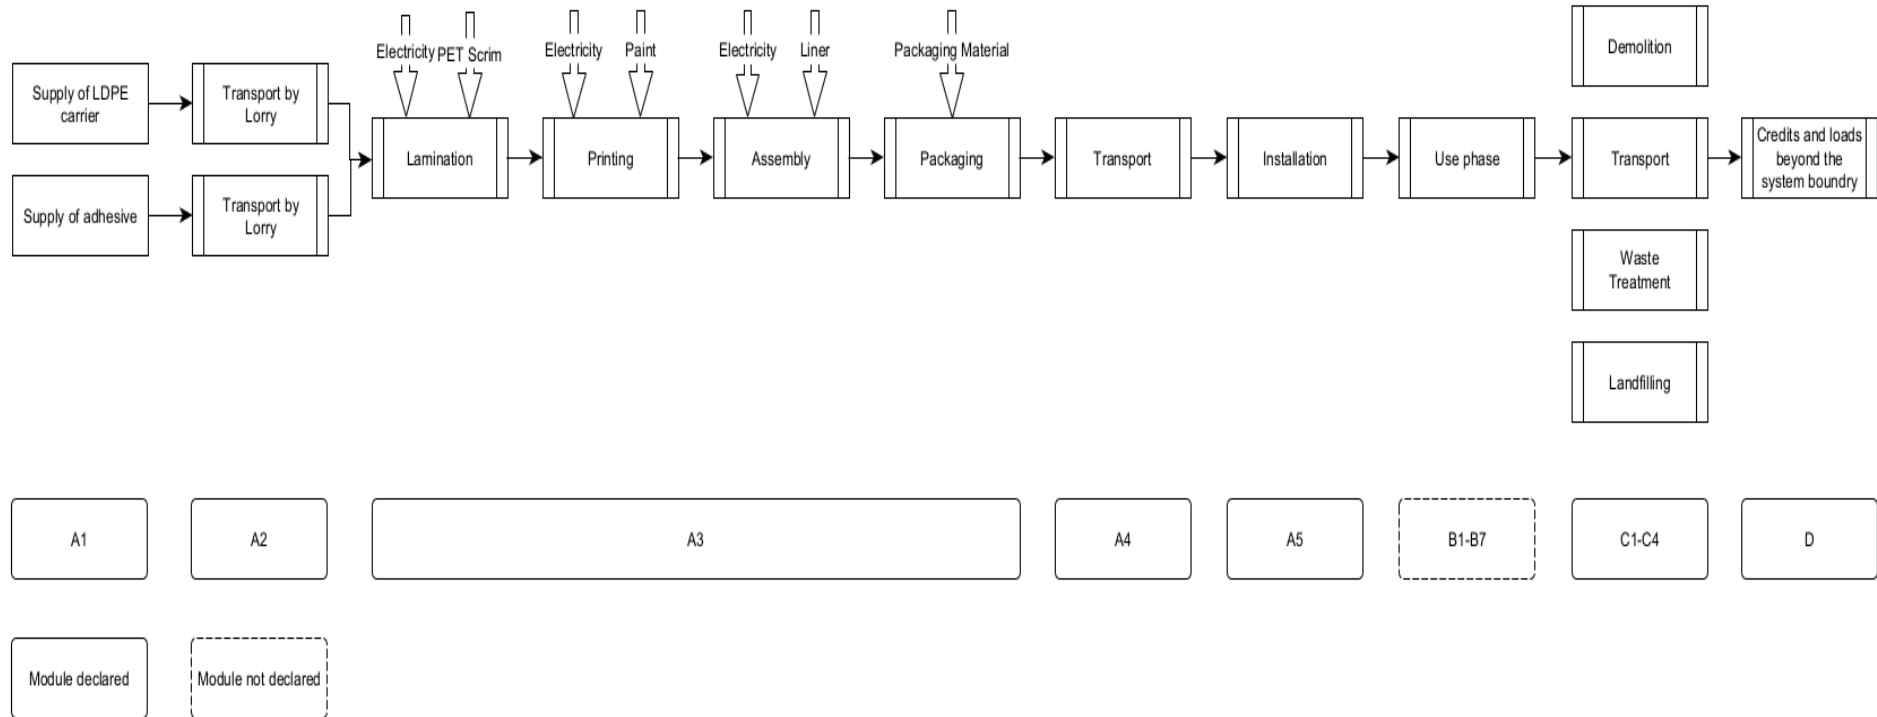 Electricity
PET Scrim
Electricity
Paint
Electricity
Liner
Packaging Material
Demolition
Supply of LDPE
carrier
Transport by
Lorry
Lamination
Printing
Assembly
Packaging
Transport
Installation
Use phase
Transport
Credits and loads
beyond the
system boundry
Supply of adhesive
Transport by
Lorry
Waste
Treatment
Landfilling
A1
A2
A3
A4
A5
B1-B7
C1-C4
D
Module declared
Module not declared